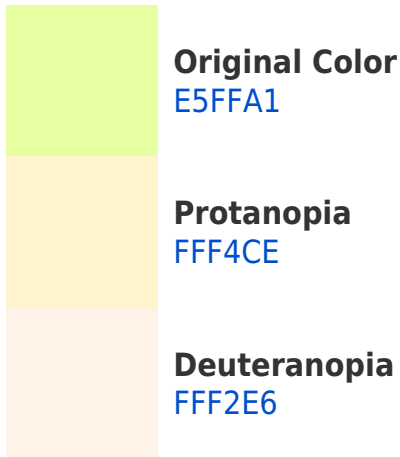 Original Color
E5FFA1
Protanopia
FFF4CE
Deuteranopia
FFF2E6